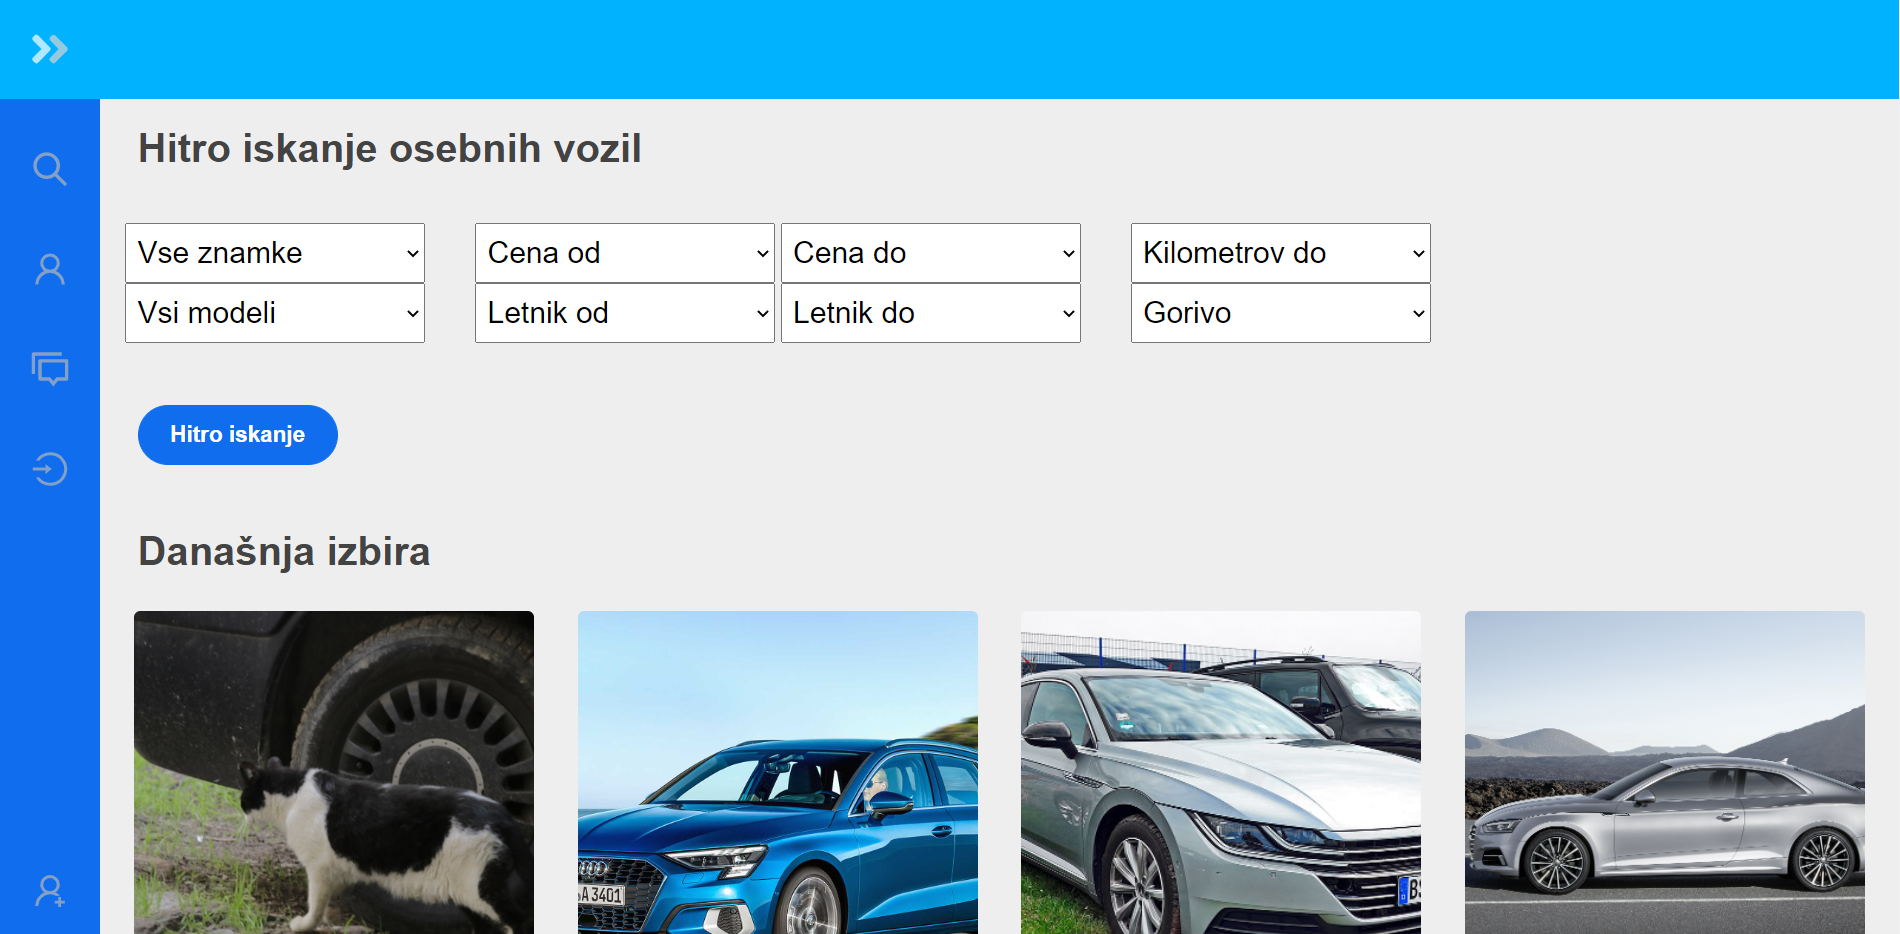 Hitro iskanje osebnih vozil
Vse znamke
Cena od
Cena do
Kilometrov do
Vsi modeli
Letnik od
Letnik do
Gorivo
Hitro iskanje
Današnja izbira
A 3401